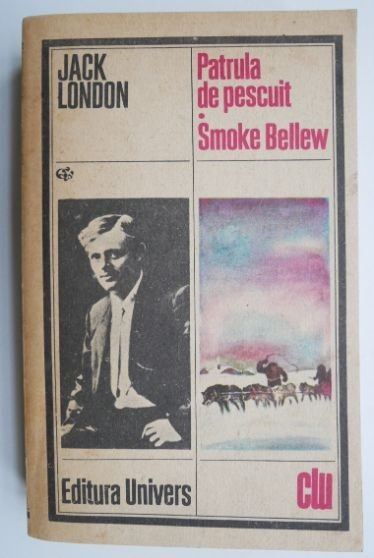 JACK
LONDON
Patrula
de pescuit
•
Smoke Bellew
Editura Univers
clu